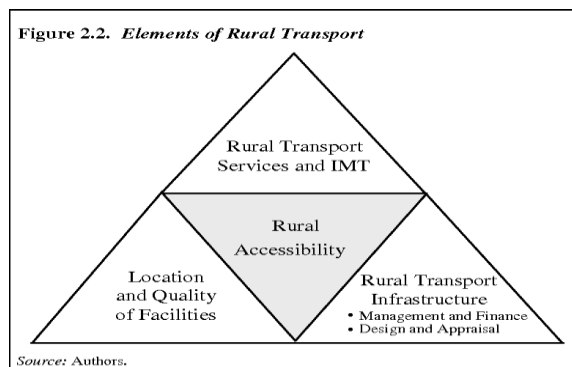 Figure 2.2. Elements of Rural Transport
Rural Transport
Services and IMT
Rural
Accessibility
Location
and Quality
of Facilities
Rural Transport
Infrastructure
• Management and Finance
• Design and Appraisal
Source: Authors.